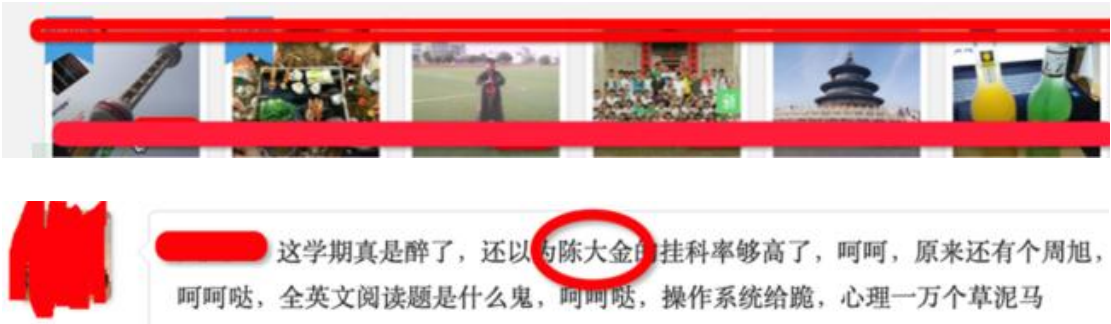 这学期真是醉了，还以为陈大金的挂科率够高了，呵呵，原来还有个周旭，
呵呵哒，全英文阅读题是什么鬼，呵呵哒，操作系统给跪，心理一万个草泥马